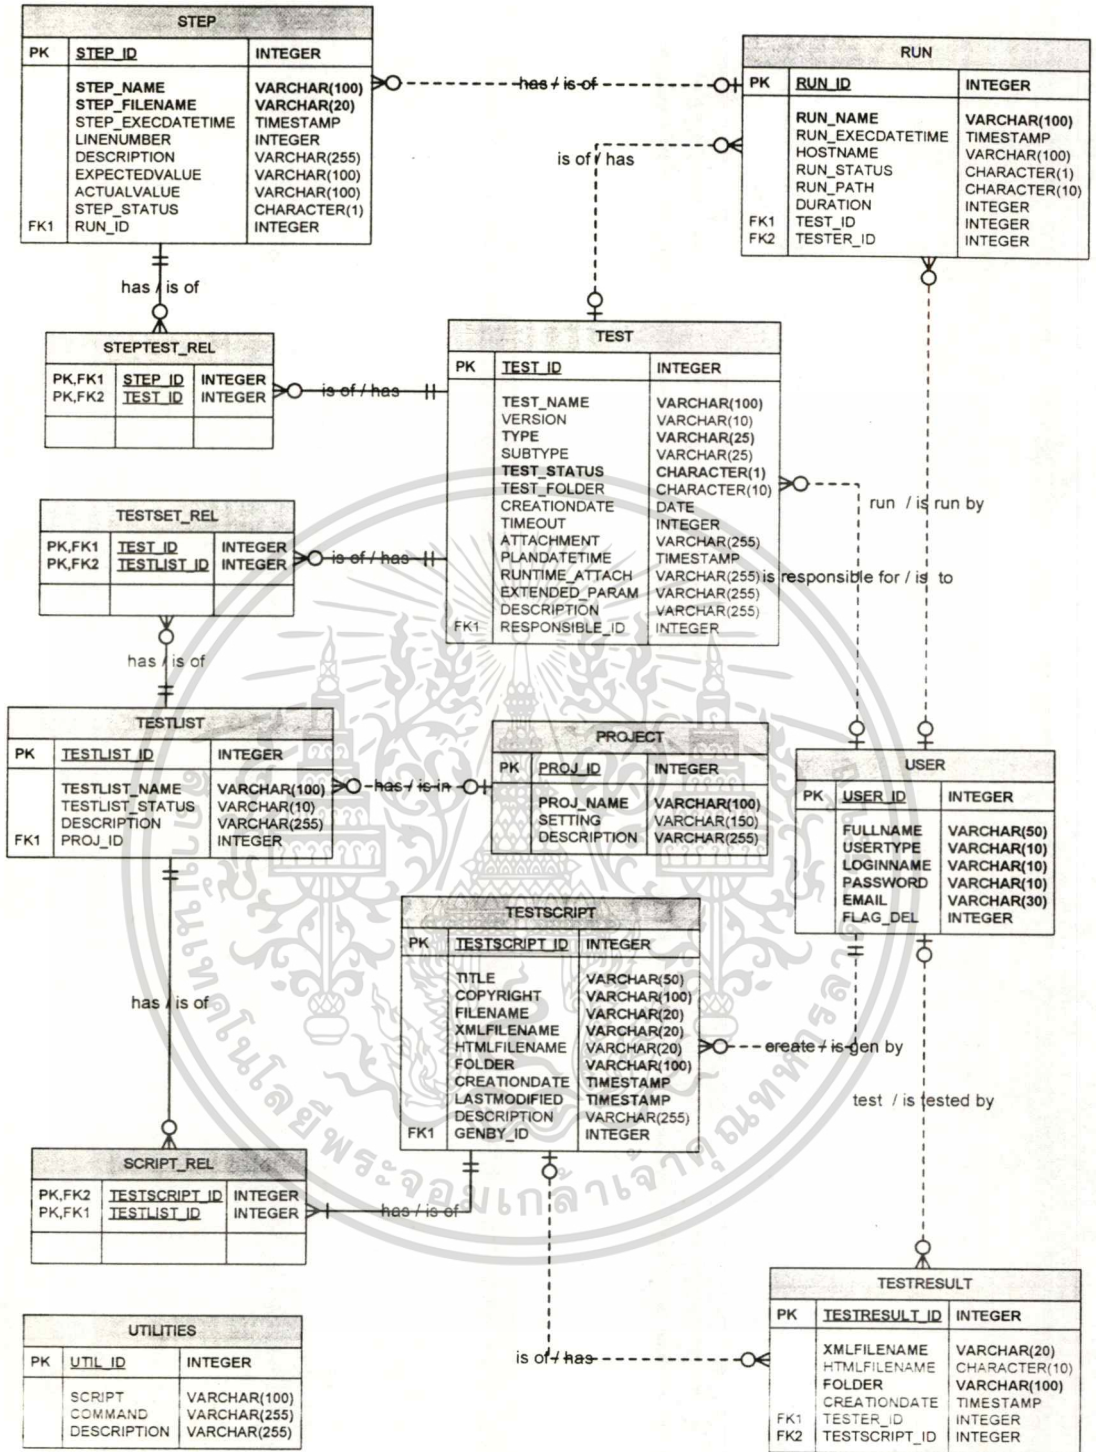 STEP
PK STEP_ID INTEGER
STEP_NAME VARCHAR(100)
STEP_FILENAME VARCHAR(20)
STEP_EXECDATETIME TIMESTAMP
LINENUMBER INTEGER
DESCRIPTION VARCHAR(255)
EXPECTEDVALUE VARCHAR(100)
ACTUALVALUE VARCHAR(100)
STEP_STATUS CHARACTER(1)
FK1 RUN_ID INTEGER
has / is of
RUN
PK RUN_ID INTEGER
RUN_NAME VARCHAR(100)
RUN_EXECDATETIME TIMESTAMP
HOSTNAME VARCHAR(100)
RUN_STATUS CHARACTER(1)
RUN_PATH CHARACTER(10)
DURATION INTEGER
FK1 TEST_ID INTEGER
FK2 TESTER_ID INTEGER
is of / has
has / is of
STEPTEST_REL
PK,FK1 STEP_ID INTEGER
PK,FK2 TEST_ID INTEGER
is of / has
TEST
PK TEST_ID INTEGER
TEST_NAME VARCHAR(100)
VERSION VARCHAR(10)
TYPE VARCHAR(25)
SUBTYPE VARCHAR(25)
TEST_STATUS CHARACTER(1)
TEST_FOLDER CHARACTER(10)
CREATIONDATE DATE
TIMEOUT INTEGER
ATTACHMENT VARCHAR(255)
PLANDATETIME TIMESTAMP
RUNTIME_ATTACH VARCHAR(255)
EXTENDED_PARAM VARCHAR(255)
DESCRIPTION VARCHAR(255)
FK1 RESPONSIBLE_ID INTEGER
run / is run by
is responsible for / is to
TESTSET_REL
PK,FK1 TEST_ID INTEGER
PK,FK2 TESTLIST_ID INTEGER
is of / has
has / is of
TESTLIST
PK TESTLIST_ID INTEGER
TESTLIST_NAME VARCHAR(100)
TESTLIST_STATUS VARCHAR(10)
DESCRIPTION VARCHAR(255)
FK1 PROJ_ID INTEGER
has / is in
PROJECT
PK PROJ_ID INTEGER
PROJ_NAME VARCHAR(100)
SETTING VARCHAR(150)
DESCRIPTION VARCHAR(255)
USER
PK USER_ID INTEGER
FULLNAME VARCHAR(50)
USERTYPE VARCHAR(10)
LOGINNAME VARCHAR(10)
PASSWORD VARCHAR(10)
EMAIL VARCHAR(30)
FLAG_DEL INTEGER
TESTSCRIPT
PK TESTSCRIPT_ID INTEGER
TITLE VARCHAR(50)
COPYRIGHT VARCHAR(100)
FILENAME VARCHAR(20)
XMLFILENAME VARCHAR(20)
HTMLFILENAME VARCHAR(20)
FOLDER VARCHAR(100)
CREATIONDATE TIMESTAMP
LASTMODIFIED TIMESTAMP
DESCRIPTION VARCHAR(255)
FK1 GENBY_ID INTEGER
create / is gen by
has / is of
test / is tested by
SCRIPT_REL
PK,FK2 TESTSCRIPT_ID INTEGER
PK,FK1 TESTLIST_ID INTEGER
has / is of
TESTRESULT
PK TESTRESULT_ID INTEGER
XMLFILENAME VARCHAR(20)
HTMLFILENAME CHARACTER(10)
FOLDER VARCHAR(100)
CREATIONDATE TIMESTAMP
FK1 TESTER_ID INTEGER
FK2 TESTSCRIPT_ID INTEGER
is of / has
UTILITIES
PK UTIL_ID INTEGER
SCRIPT VARCHAR(100)
COMMAND VARCHAR(255)
DESCRIPTION VARCHAR(255)